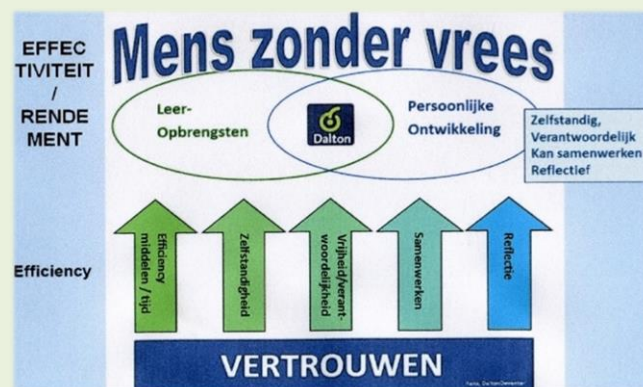 Mens zonder vrees
EFFEC
TIVITEIT
/
RENDE
MENT
Leer-
Opbrengsten
Dalton
Persoonlijke
Ontwikkeling
Zelfstandig,
Verantwoordelijk
Kan samenwerken
Reflectief
Efficiency
Efficiency
middelen / tijd
Zelfstandigheid
Vrijheid/verant-
woordelijkheid
Samenwerken
Reflectie
VERTROUWEN